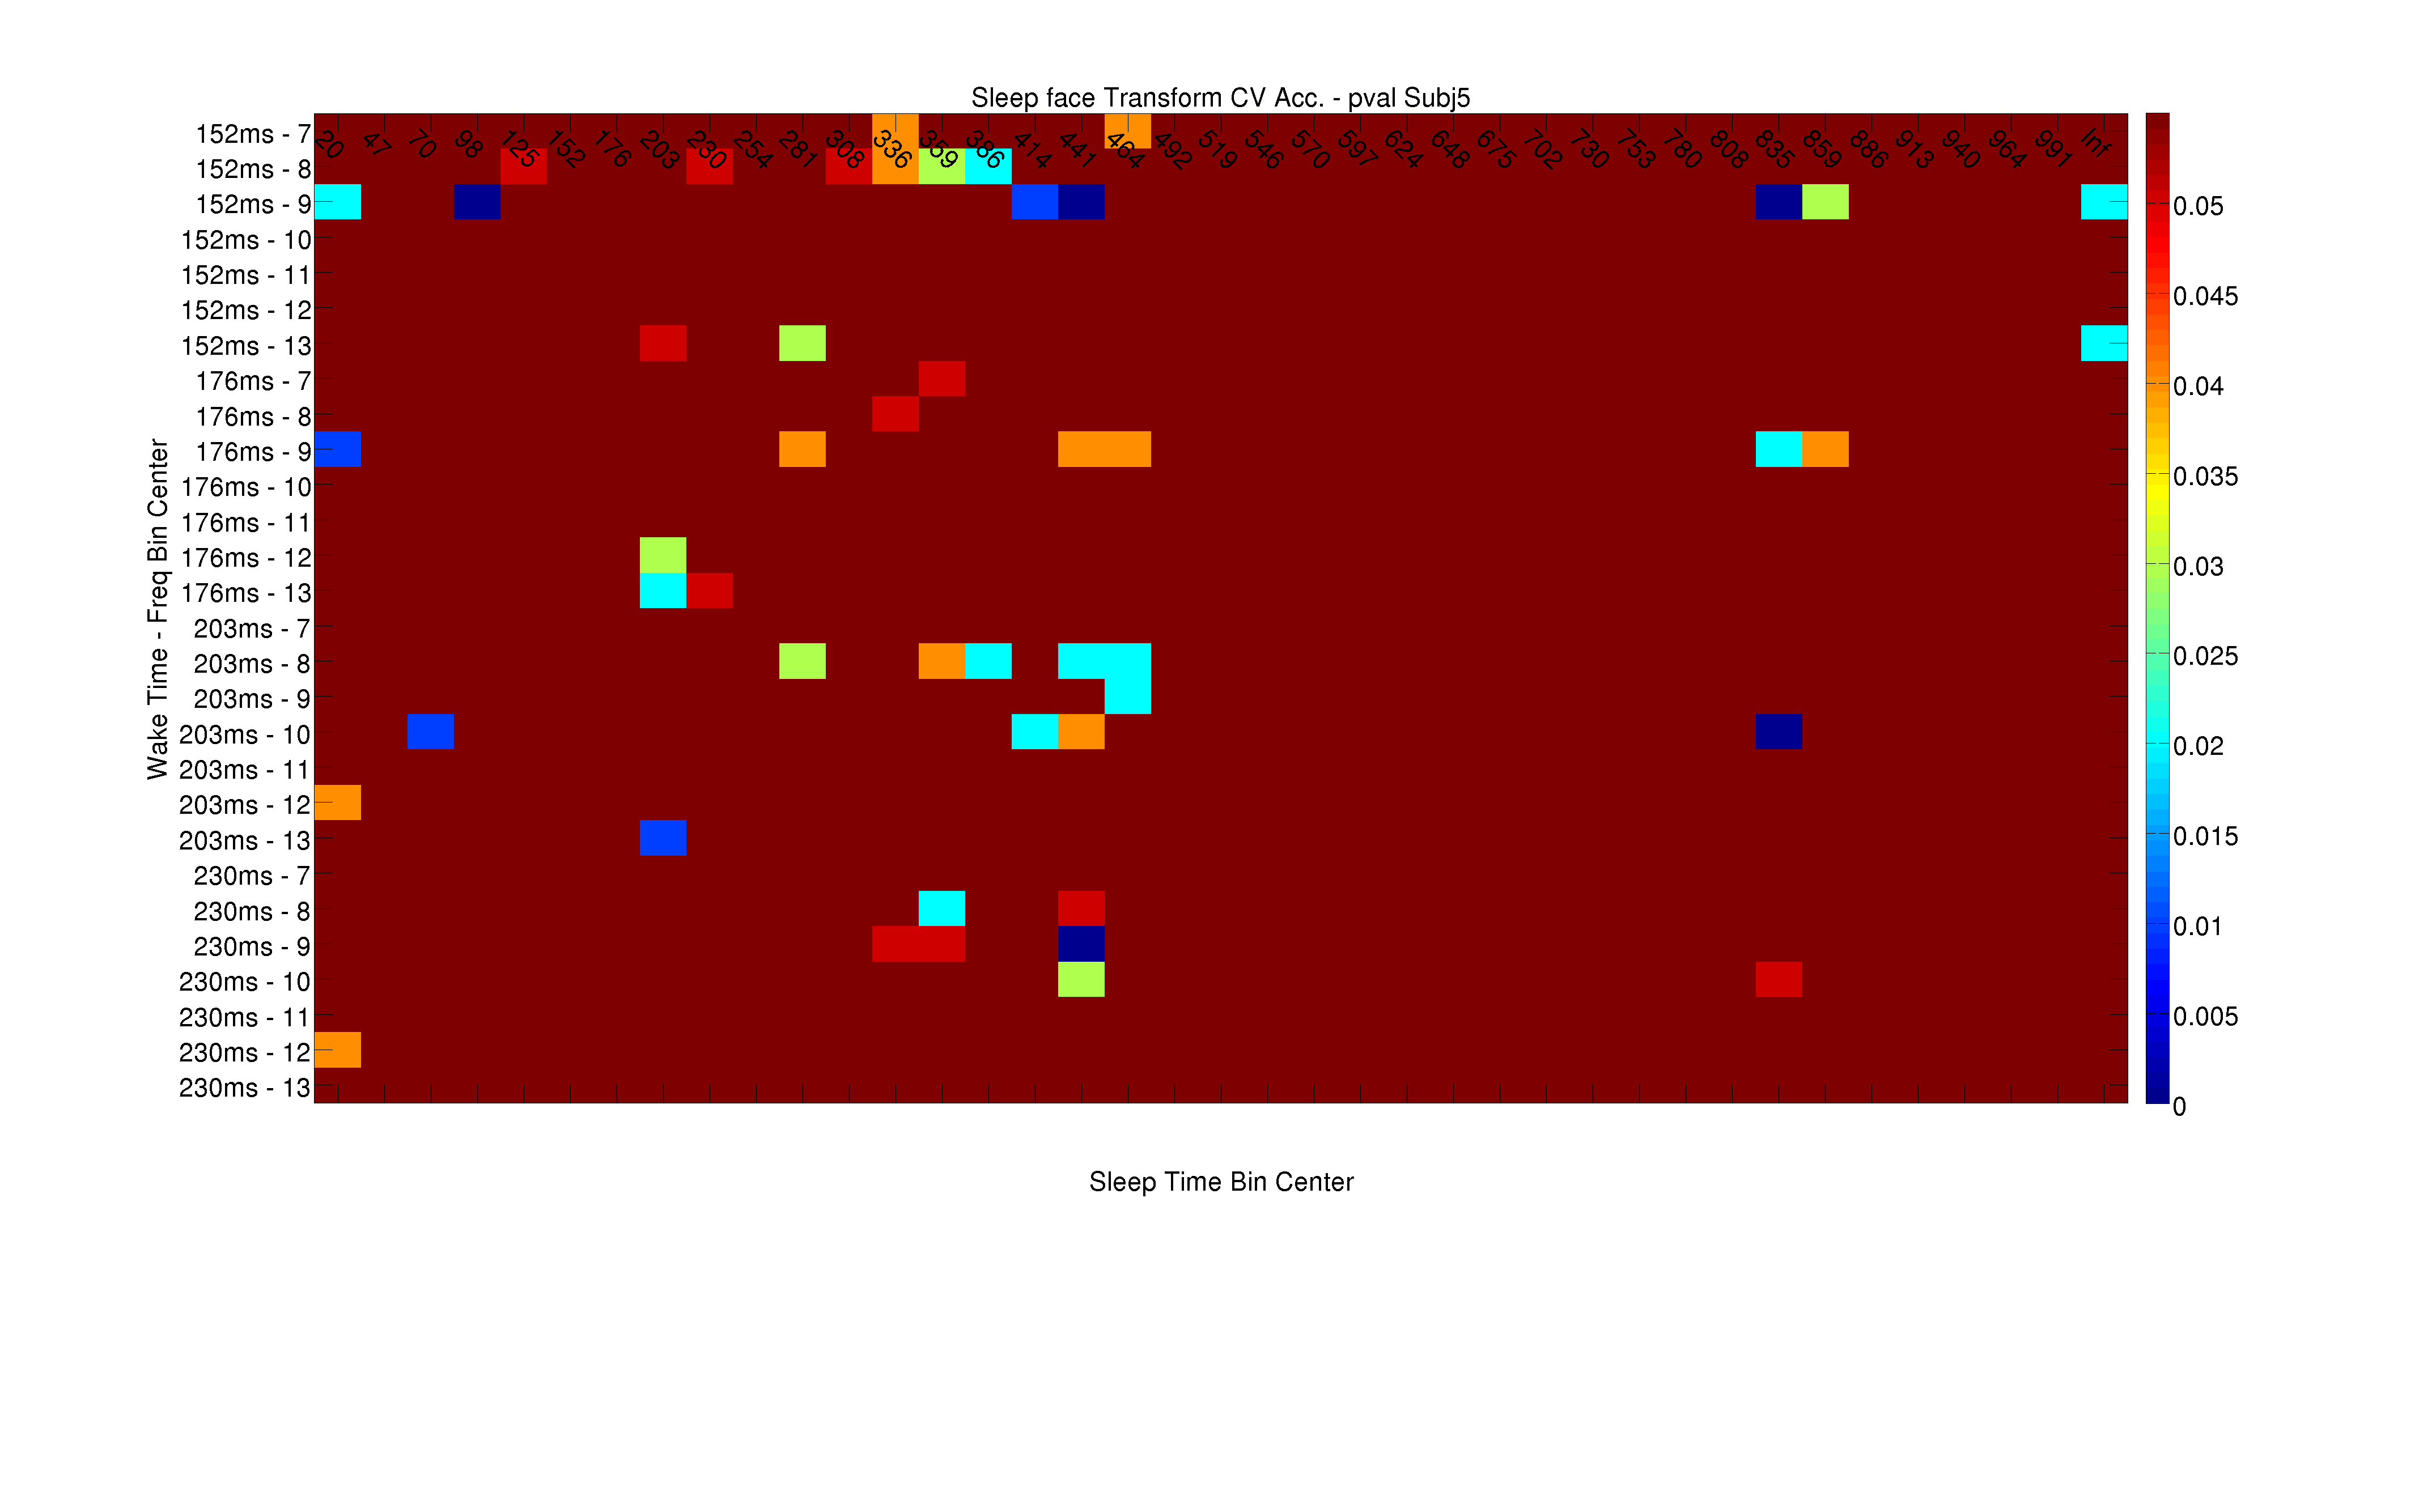 Sleep face Transform CV Acc. - pval Subj5
20 47 70 98 125 152 176 203 230 254 281 308 336 359 386 414 441 464 492 519 546 570 597 624 648 675 702 730 753 780 808 835 859 886 913 940 964 991 Inf
152ms - 7
152ms - 8
152ms - 9
152ms - 10
152ms - 11
152ms - 12
152ms - 13
176ms - 7
176ms - 8
176ms - 9
176ms - 10
176ms - 11
176ms - 12
176ms - 13
203ms - 7
203ms - 8
203ms - 9
203ms - 10
203ms - 11
203ms - 12
203ms - 13
230ms - 7
230ms - 8
230ms - 9
230ms - 10
230ms - 11
230ms - 12
230ms - 13
Wake Time - Freq Bin Center
0.05
0.045
0.04
0.035
0.03
0.025
0.02
0.015
0.01
0.005
0
Sleep Time Bin Center